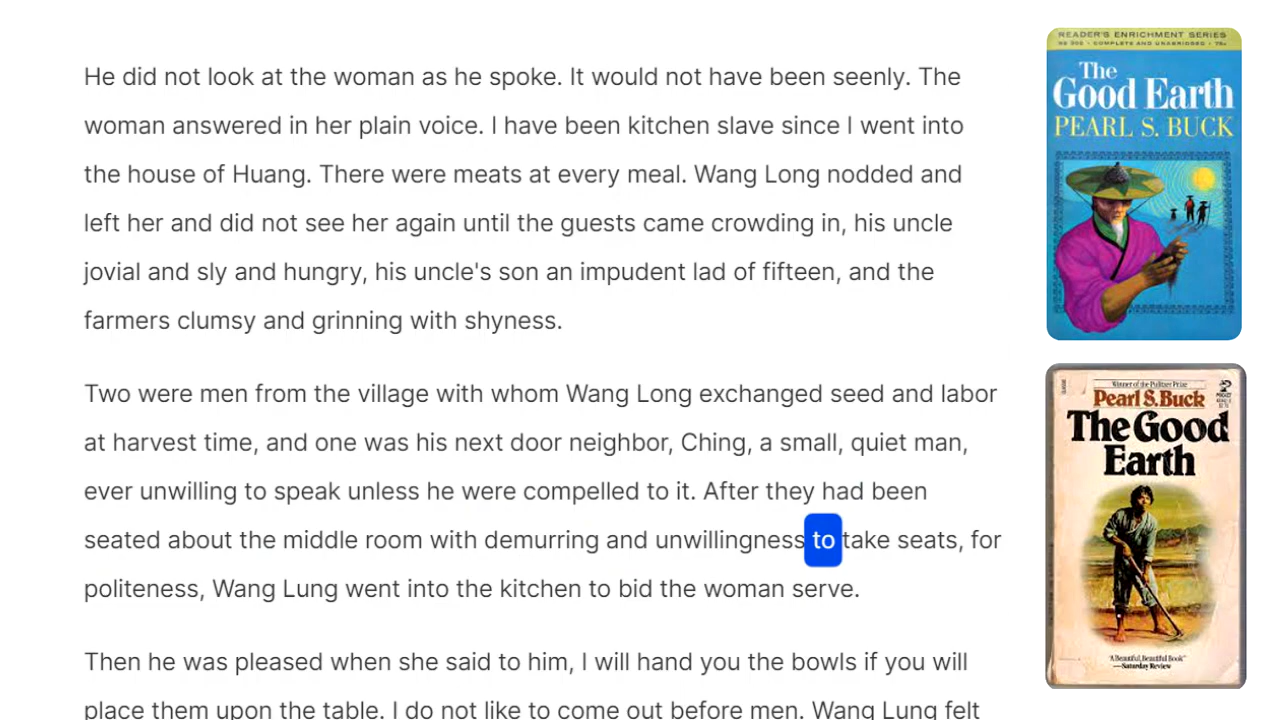 He did not look at the woman as he spoke. It would not have been seenly. The
woman answered in her plain voice. I have been kitchen slave since I went into
the house of Huang. There were meats at every meal. Wang Long nodded and
left her and did not see her again until the guests came crowding in, his uncle
jovial and sly and hungry, his uncle's son an impudent lad of fifteen, and the
farmers clumsy and grinning with shyness.
Two were men from the village with whom Wang Long exchanged seed and labor
at harvest time, and one was his next door neighbor, Ching, a small, quiet man,
ever unwilling to speak unless he were compelled to it. After they had been
seated about the middle room with demurring and unwillingness to take seats, for
politeness, Wang Lung went into the kitchen to bid the woman serve.
Then he was pleased when she said to him, I will hand you the bowls if you will
place them upon the table. I do not like to come out before men. Wang Lung felt
READER'S ENRICHMENT SERIES
COMPLETE AND UNABRIDGED • 75¢
The
Good Earth
PEARL S. BUCK
Winner of the Pulitzer Prize
Pearl S. Buck
POCKET
The Good
Earth
"A Beautiful, Beautiful Book"
—Saturday Review